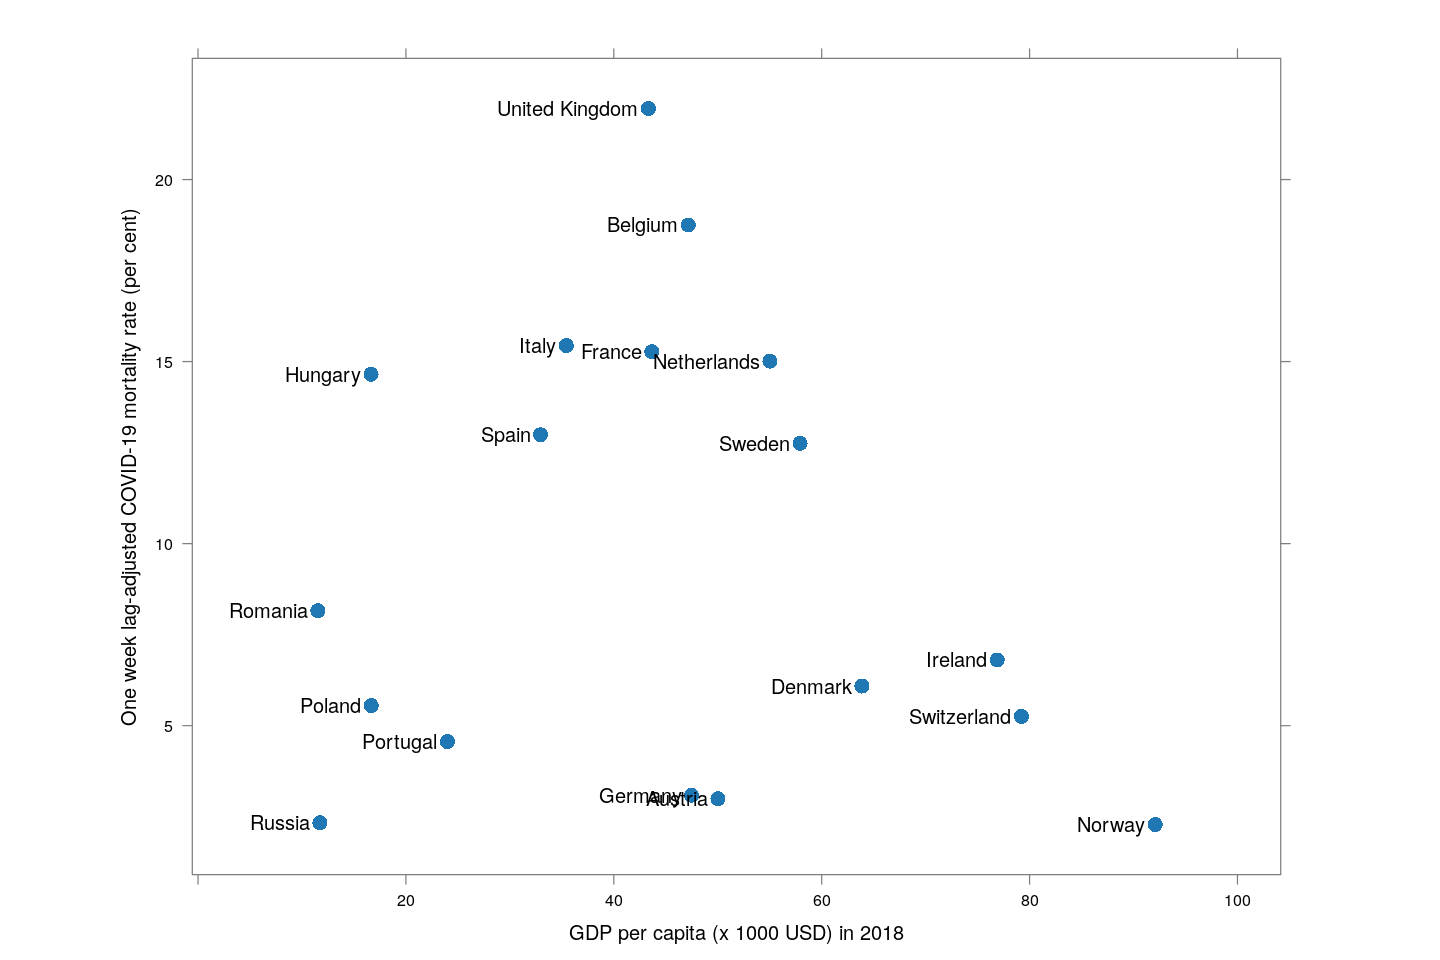 United Kingdom
20
Belgium
Italy
France
Netherlands
15
Hungary
Spain
Sweden
10
Romania
Ireland
Denmark
Poland
Switzerland
5
Portugal
Germany
Austria
Russia
Norway
20 40 60 80 100
GDP per capita (x 1000 USD) in 2018
One week lag-adjusted COVID-19 mortality rate (per cent)